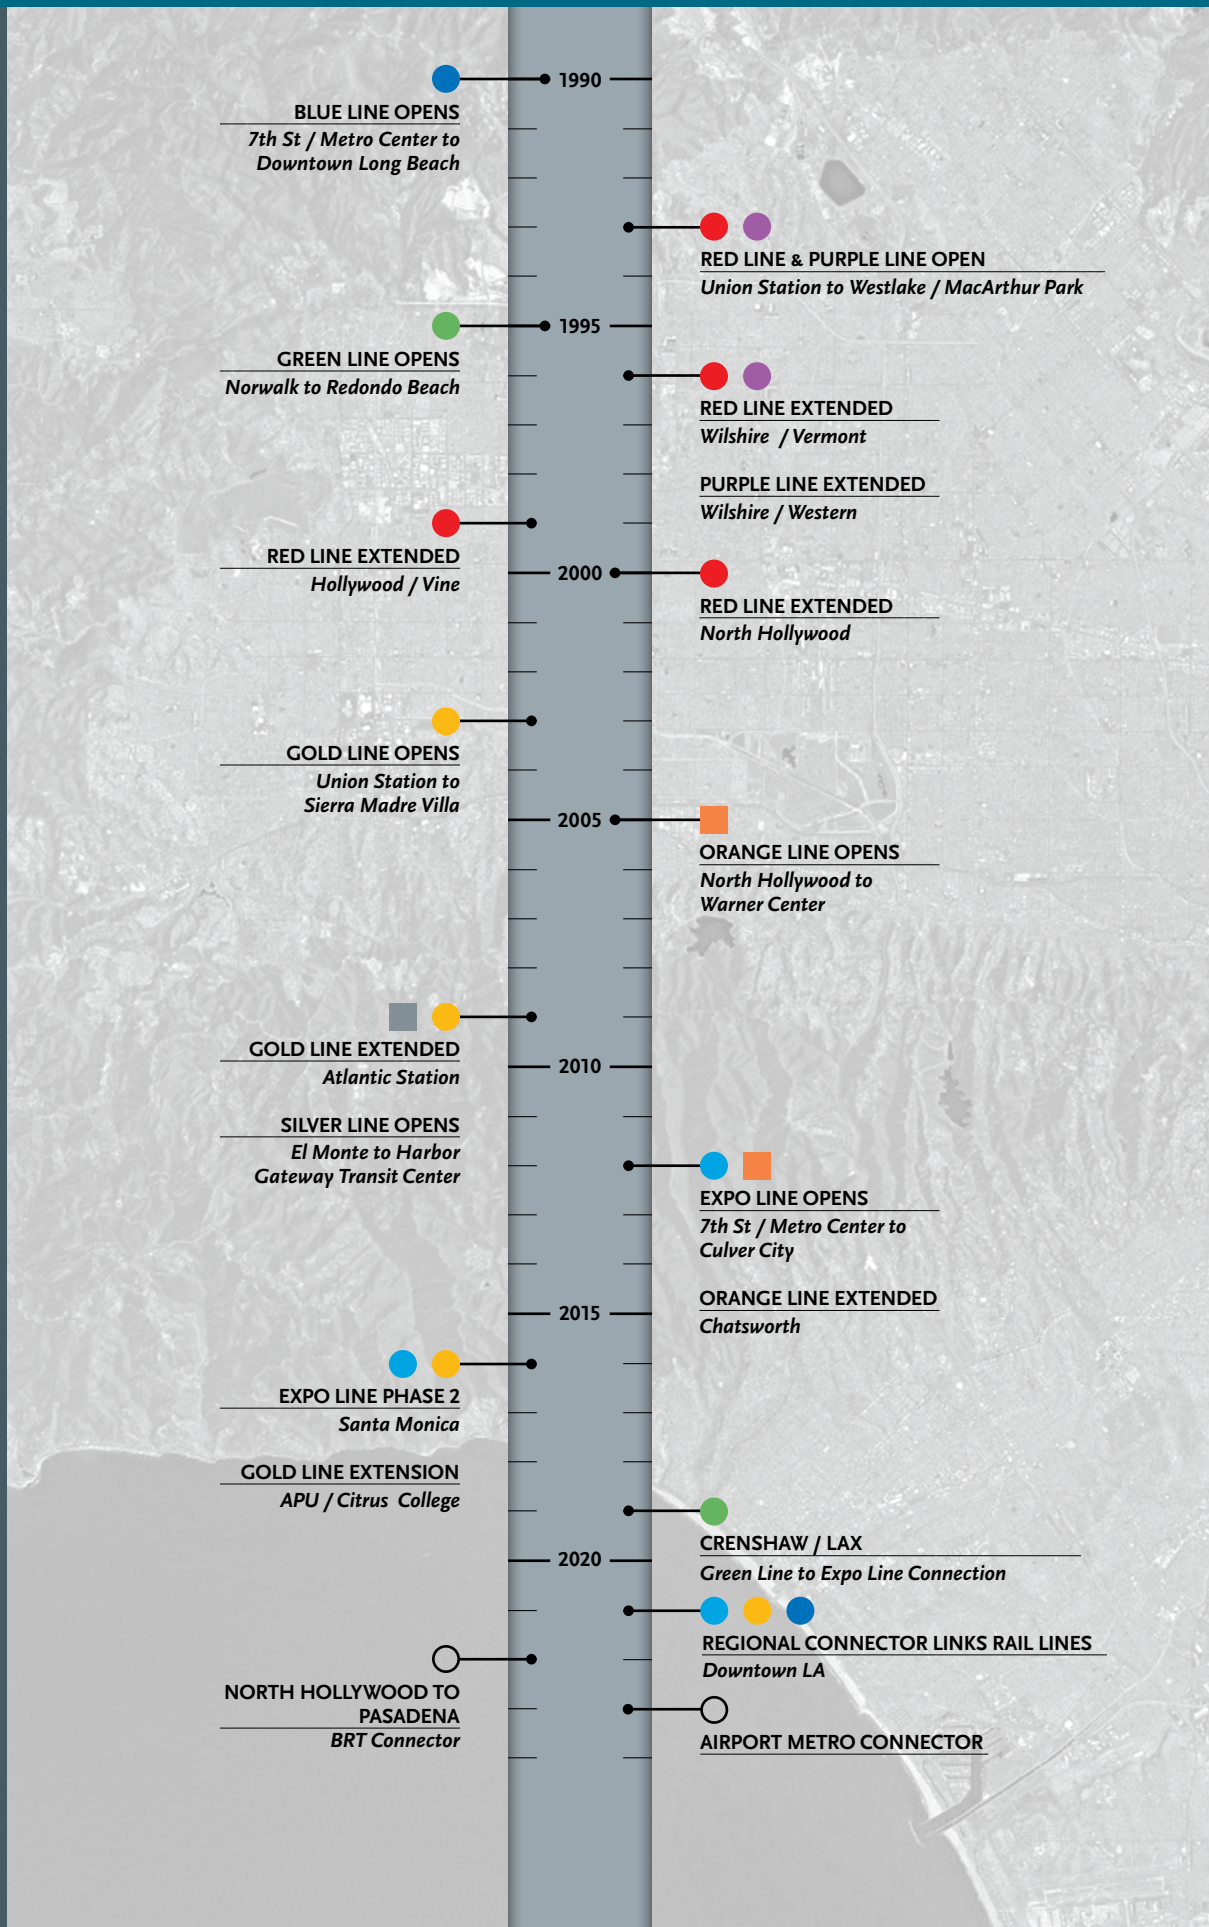 1990
BLUE LINE OPENS
7th St / Metro Center to
Downtown Long Beach
RED LINE & PURPLE LINE OPEN
Union Station to Westlake / MacArthur Park
1995
GREEN LINE OPENS
Norwalk to Redondo Beach
RED LINE EXTENDED
Wilshire / Vermont
PURPLE LINE EXTENDED
Wilshire / Western
RED LINE EXTENDED
Hollywood / Vine
2000
RED LINE EXTENDED
North Hollywood
GOLD LINE OPENS
Union Station to
Sierra Madre Villa
2005
ORANGE LINE OPENS
North Hollywood to
Warner Center
GOLD LINE EXTENDED
Atlantic Station
SILVER LINE OPENS
El Monte to Harbor
Gateway Transit Center
2010
EXPO LINE OPENS
7th St / Metro Center to
Culver City
ORANGE LINE EXTENDED
Chatsworth
2015
EXPO LINE PHASE 2
Santa Monica
GOLD LINE EXTENSION
APU / Citrus College
CRENSHAW / LAX
Green Line to Expo Line Connection
2020
REGIONAL CONNECTOR LINKS RAIL LINES
Downtown LA
NORTH HOLLYWOOD TO
PASADENA
BRT Connector
AIRPORT METRO CONNECTOR